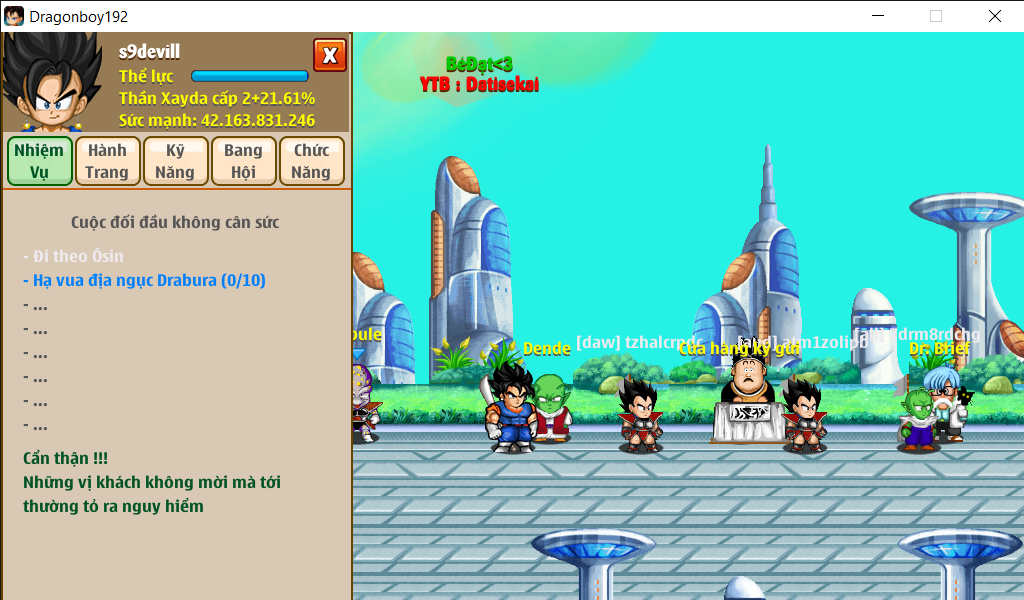 Dragonboy192
s9devill
Thể lực
Thần Xayda cấp 2+21.61%
Sức mạnh: 42.163.831.246
X
Nhiệm Vụ
Hành Trang
Kỹ Năng
Bang Hội
Chức Năng
Cuộc đối đầu không cân sức
- Đi theo Ôsin
- Hạ vua địa ngục Drabura (0/10)
- ...
- ...
- ...
- ...
- ...
- ...
Cẩn thận !!!
Những vị khách không mời mà tới
thường tỏ ra nguy hiểm
BéĐạt<3
YTB : Datisekai
Dende
[daw]
Cửa hàng Ký gửi
Dr. Brief